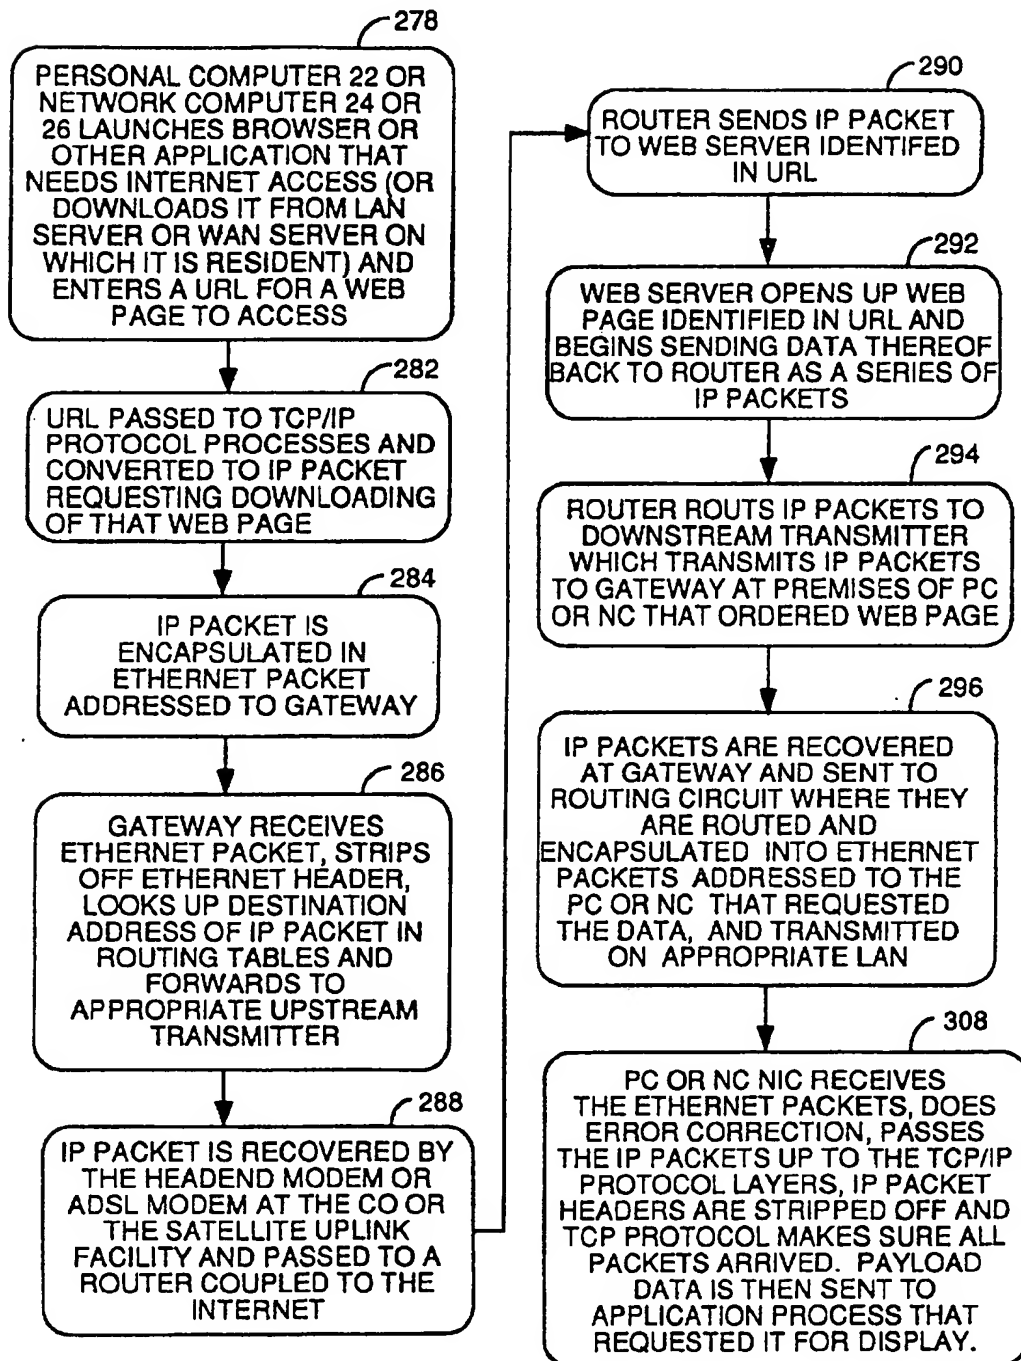 278
PERSONAL COMPUTER 22 OR
NETWORK COMPUTER 24 OR
26 LAUNCHES BROWSER OR
OTHER APPLICATION THAT
NEEDS INTERNET ACCESS (OR
DOWNLOADS IT FROM LAN
SERVER OR WAN SERVER ON
WHICH IT IS RESIDENT) AND
ENTERS A URL FOR A WEB
PAGE TO ACCESS
282
URL PASSED TO TCP/IP
PROTOCOL PROCESSES AND
CONVERTED TO IP PACKET
REQUESTING DOWNLOADING
OF THAT WEB PAGE
284
IP PACKET IS
ENCAPSULATED IN
ETHERNET PACKET
ADDRESSED TO GATEWAY
286
GATEWAY RECEIVES
ETHERNET PACKET, STRIPS
OFF ETHERNET HEADER,
LOOKS UP DESTINATION
ADDRESS OF IP PACKET IN
ROUTING TABLES AND
FORWARDS TO
APPROPRIATE UPSTREAM
TRANSMITTER
288
IP PACKET IS RECOVERED BY
THE HEADEND MODEM OR
ADSL MODEM AT THE CO OR
THE SATELLITE UPLINK
FACILITY AND PASSED TO A
ROUTER COUPLED TO THE
INTERNET
290
ROUTER SENDS IP PACKET
TO WEB SERVER IDENTIFED
IN URL
292
WEB SERVER OPENS UP WEB
PAGE IDENTIFIED IN URL AND
BEGINS SENDING DATA THEREOF
BACK TO ROUTER AS A SERIES OF
IP PACKETS
294
ROUTER ROUTS IP PACKETS TO
DOWNSTREAM TRANSMITTER
WHICH TRANSMITS IP PACKETS
TO GATEWAY AT PREMISES OF PC
OR NC THAT ORDERED WEB PAGE
296
IP PACKETS ARE RECOVERED
AT GATEWAY AND SENT TO
ROUTING CIRCUIT WHERE THEY
ARE ROUTED AND
ENCAPSULATED INTO ETHERNET
PACKETS ADDRESSED TO THE
PC OR NC THAT REQUESTED
THE DATA, AND TRANSMITTED
ON APPROPRIATE LAN
308
PC OR NC NIC RECEIVES
THE ETHERNET PACKETS, DOES
ERROR CORRECTION, PASSES
THE IP PACKETS UP TO THE TCP/IP
PROTOCOL LAYERS, IP PACKET
HEADERS ARE STRIPPED OFF AND
TCP PROTOCOL MAKES SURE ALL
PACKETS ARRIVED. PAYLOAD
DATA IS THEN SENT TO
APPLICATION PROCESS THAT
REQUESTED IT FOR DISPLAY.